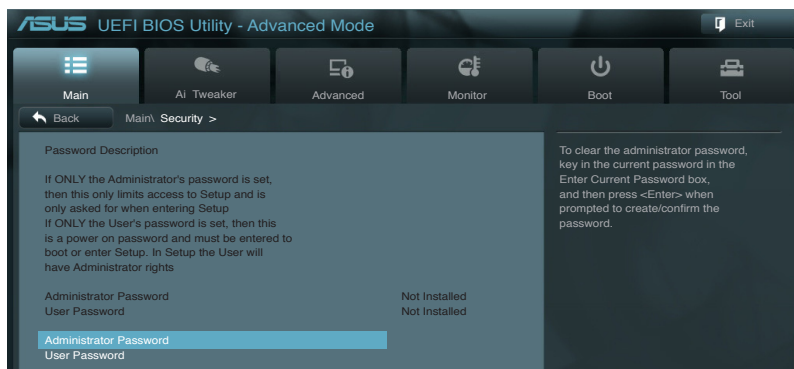 ASUS UEFI BIOS Utility - Advanced Mode
Exit
Main
Ai Tweaker
Advanced
Monitor
Boot
Tool
Back
Main\ Security >
Password Description
If ONLY the Administrator's password is set,
then this only limits access to Setup and is
only asked for when entering Setup
If ONLY the User's password is set, then this
is a power on password and must be entered to
boot or enter Setup. In Setup the User will
have Administrator rights
Administrator Password Not Installed
User Password Not Installed
Administrator Password
User Password
To clear the administrator password,
key in the current password in the
Enter Current Password box,
and then press <Enter> when
prompted to create/confirm the
password.